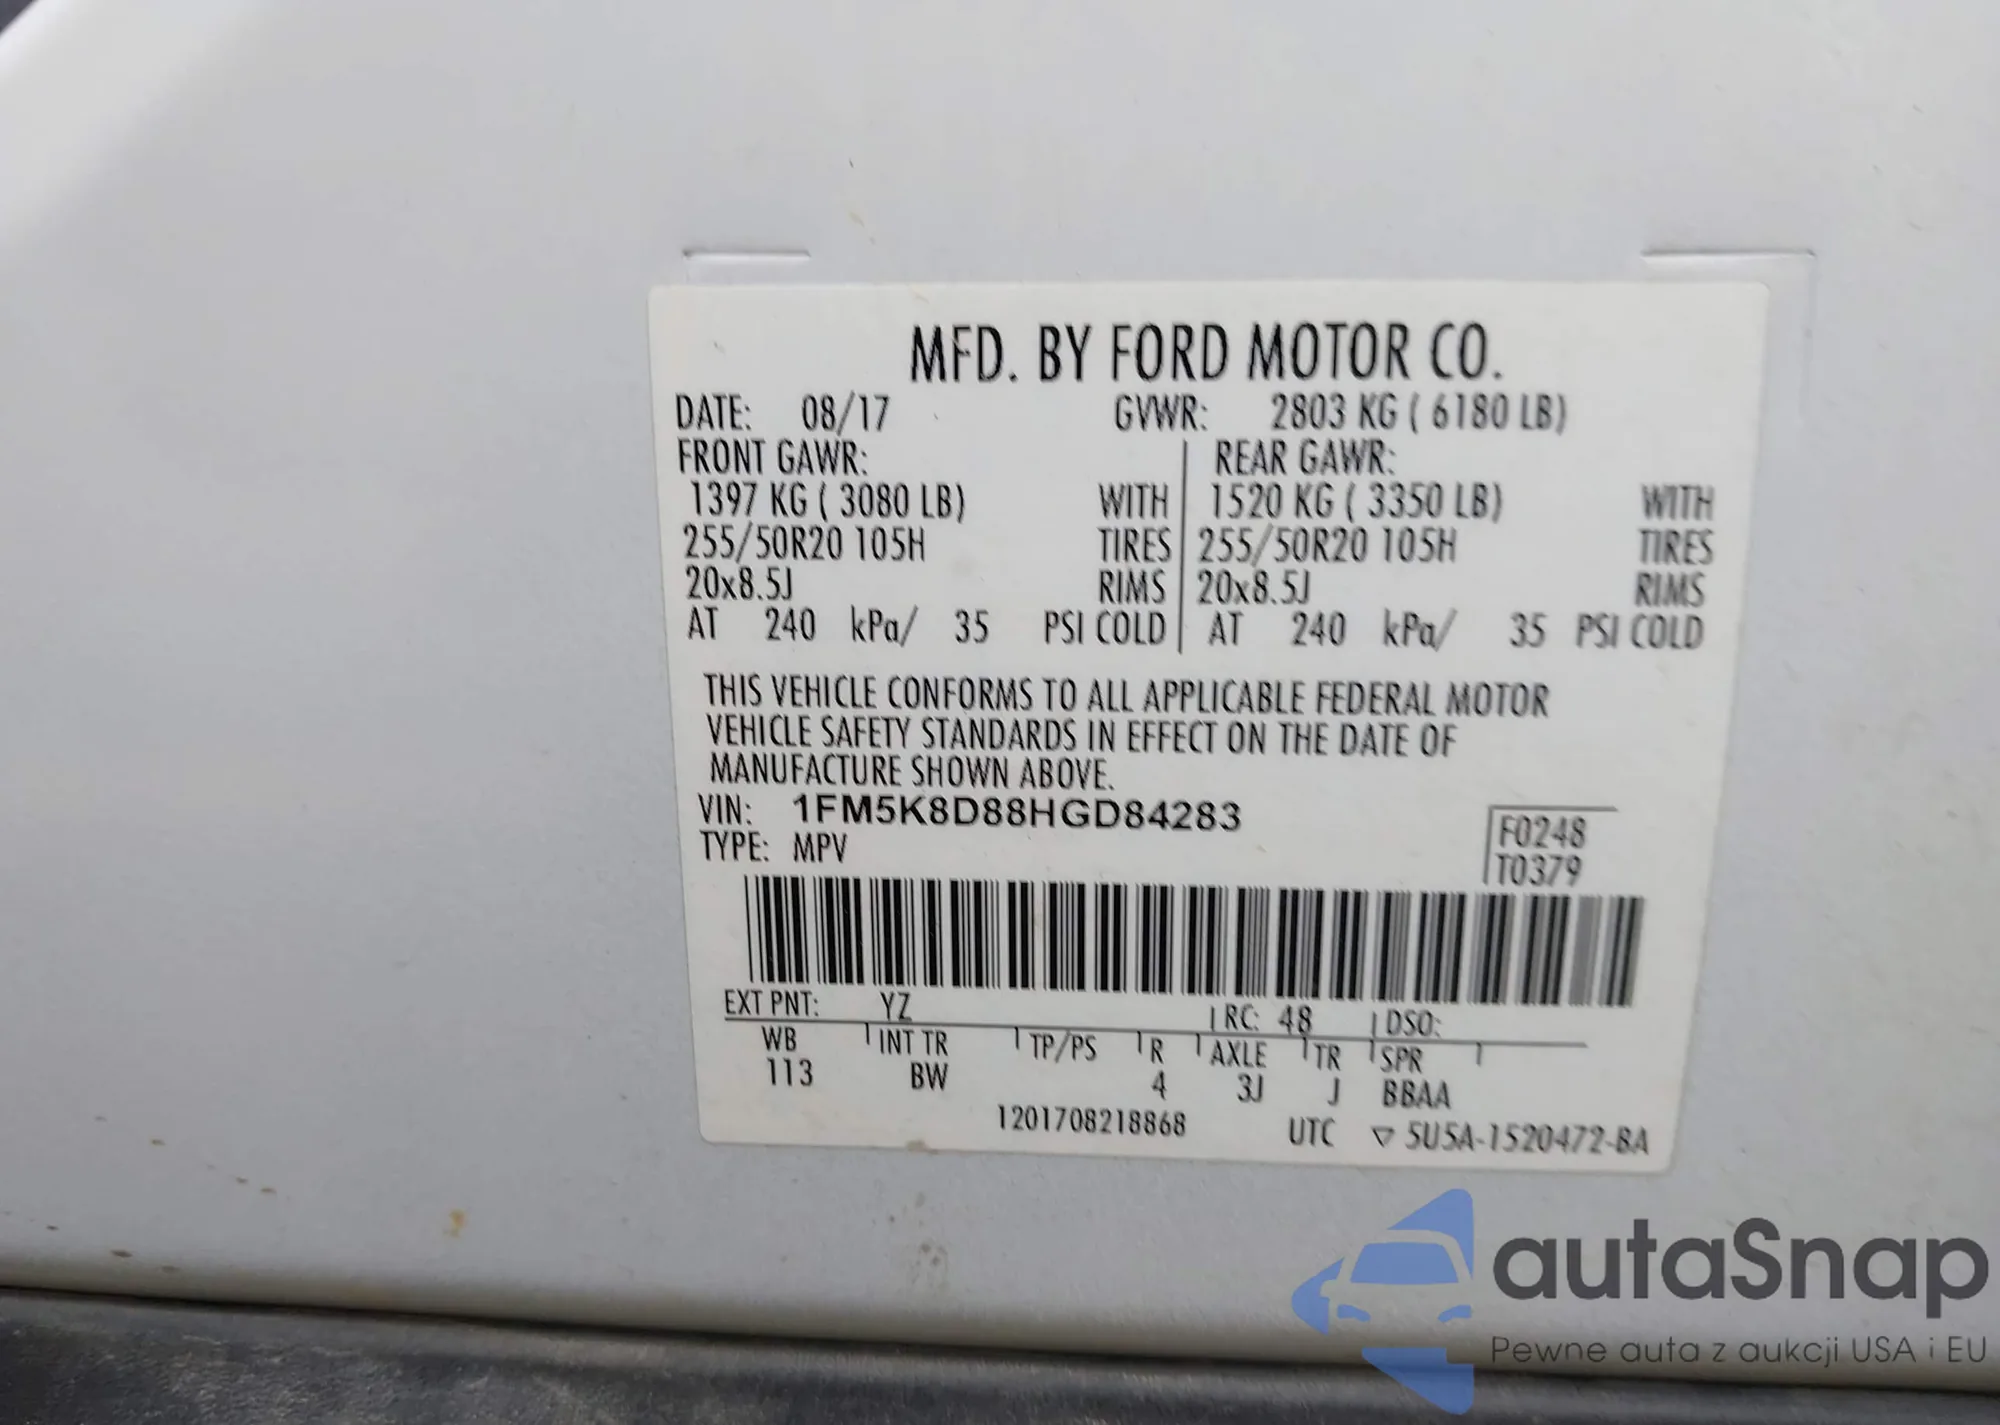 MFD. BY FORD MOTOR CO.
DATE: 08/17 GVWR: 2803 KG ( 6180 LB)
FRONT GAWR: REAR GAWR:
1397 KG ( 3080 LB) WITH 1520 KG ( 3350 LB) WITH
255/50R20 105H TIRES 255/50R20 105H TIRES
20x8.5J RIMS 20x8.5J RIMS
AT 240 kPa/ 35 PSI COLD AT 240 kPa/ 35 PSI COLD
THIS VEHICLE CONFORMS TO ALL APPLICABLE FEDERAL MOTOR
VEHICLE SAFETY STANDARDS IN EFFECT ON THE DATE OF
MANUFACTURE SHOWN ABOVE.
VIN: 1FM5K8D88HGD84283
F0248
TYPE: MPV
T0379
EXT PNT: YZ RC: 48 DSO:
WB INT TR TP/PS R AXLE TR SPR
113 BW 4 3J J BBAA
1201708218868 UTC ▽ 5U5A-1520472-BA
autaSnap
Pewne auta z aukcji USA i EU